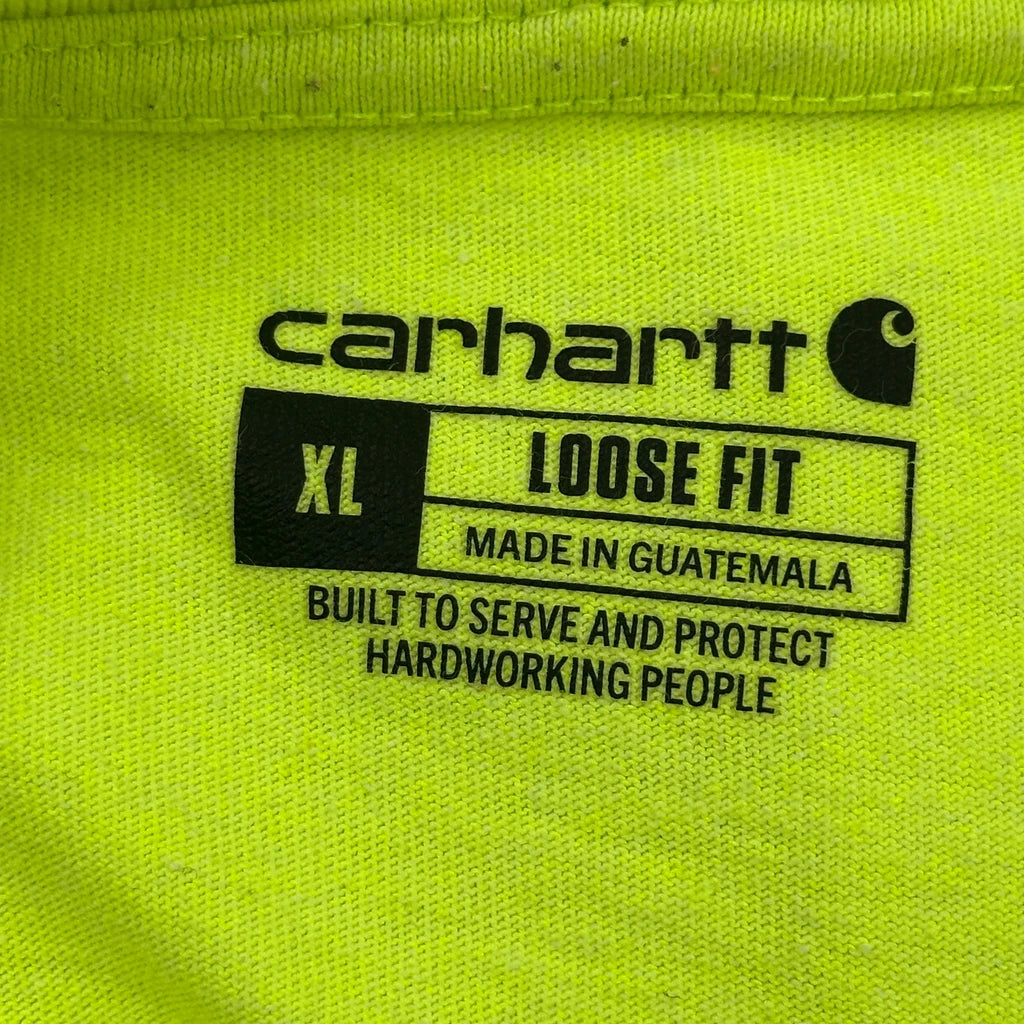 carhartt
XL
LOOSE FIT
MADE IN GUATEMALA
BUILT TO SERVE AND PROTECT
HARDWORKING PEOPLE